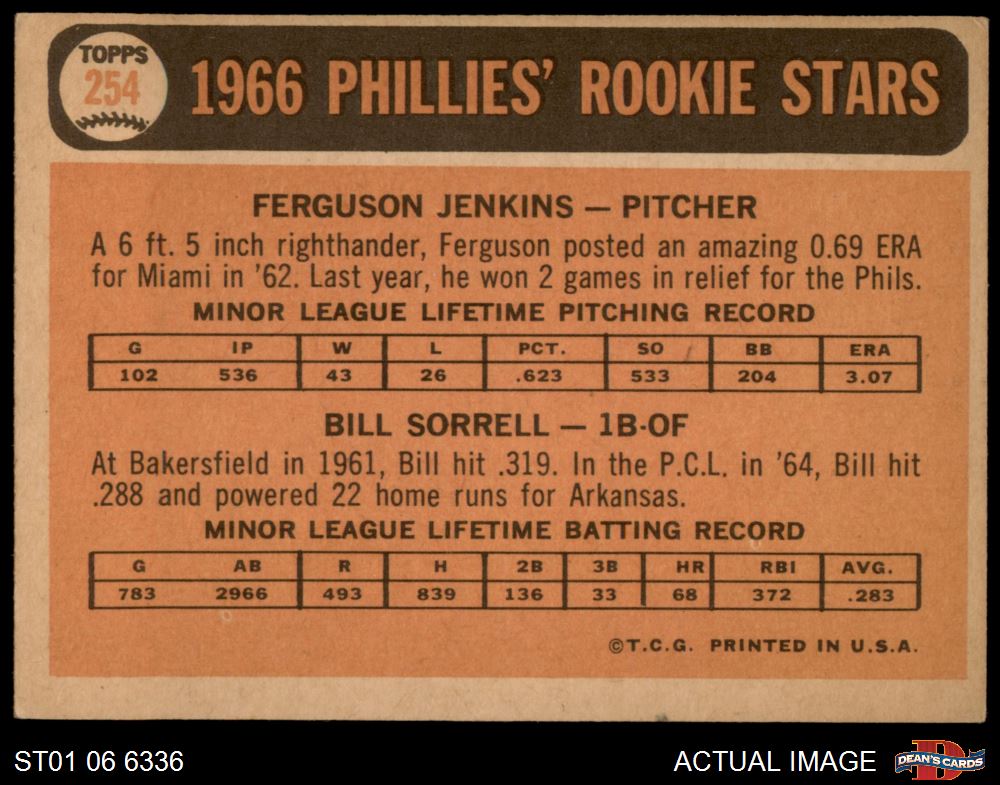 TOPPS
254
1966 PHILLIES' ROOKIE STARS
FERGUSON JENKINS — PITCHER
A 6 ft. 5 inch righthander, Ferguson posted an amazing 0.69 ERA
for Miami in '62. Last year, he won 2 games in relief for the Phils.
MINOR LEAGUE LIFETIME PITCHING RECORD
G IP W L PCT. SO BB ERA
102 536 43 26 .623 533 204 3.07
BILL SORRELL — 1B-OF
At Bakersfield in 1961, Bill hit .319. In the P.C.L. in '64, Bill hit
.288 and powered 22 home runs for Arkansas.
MINOR LEAGUE LIFETIME BATTING RECORD
G AB R H 2B 3B HR RBI AVG.
783 2966 493 839 136 33 68 372 .283
©T.C.G. PRINTED IN U.S.A.
ST01 06 6336
ACTUAL IMAGE
D
DEAN'S CARDS